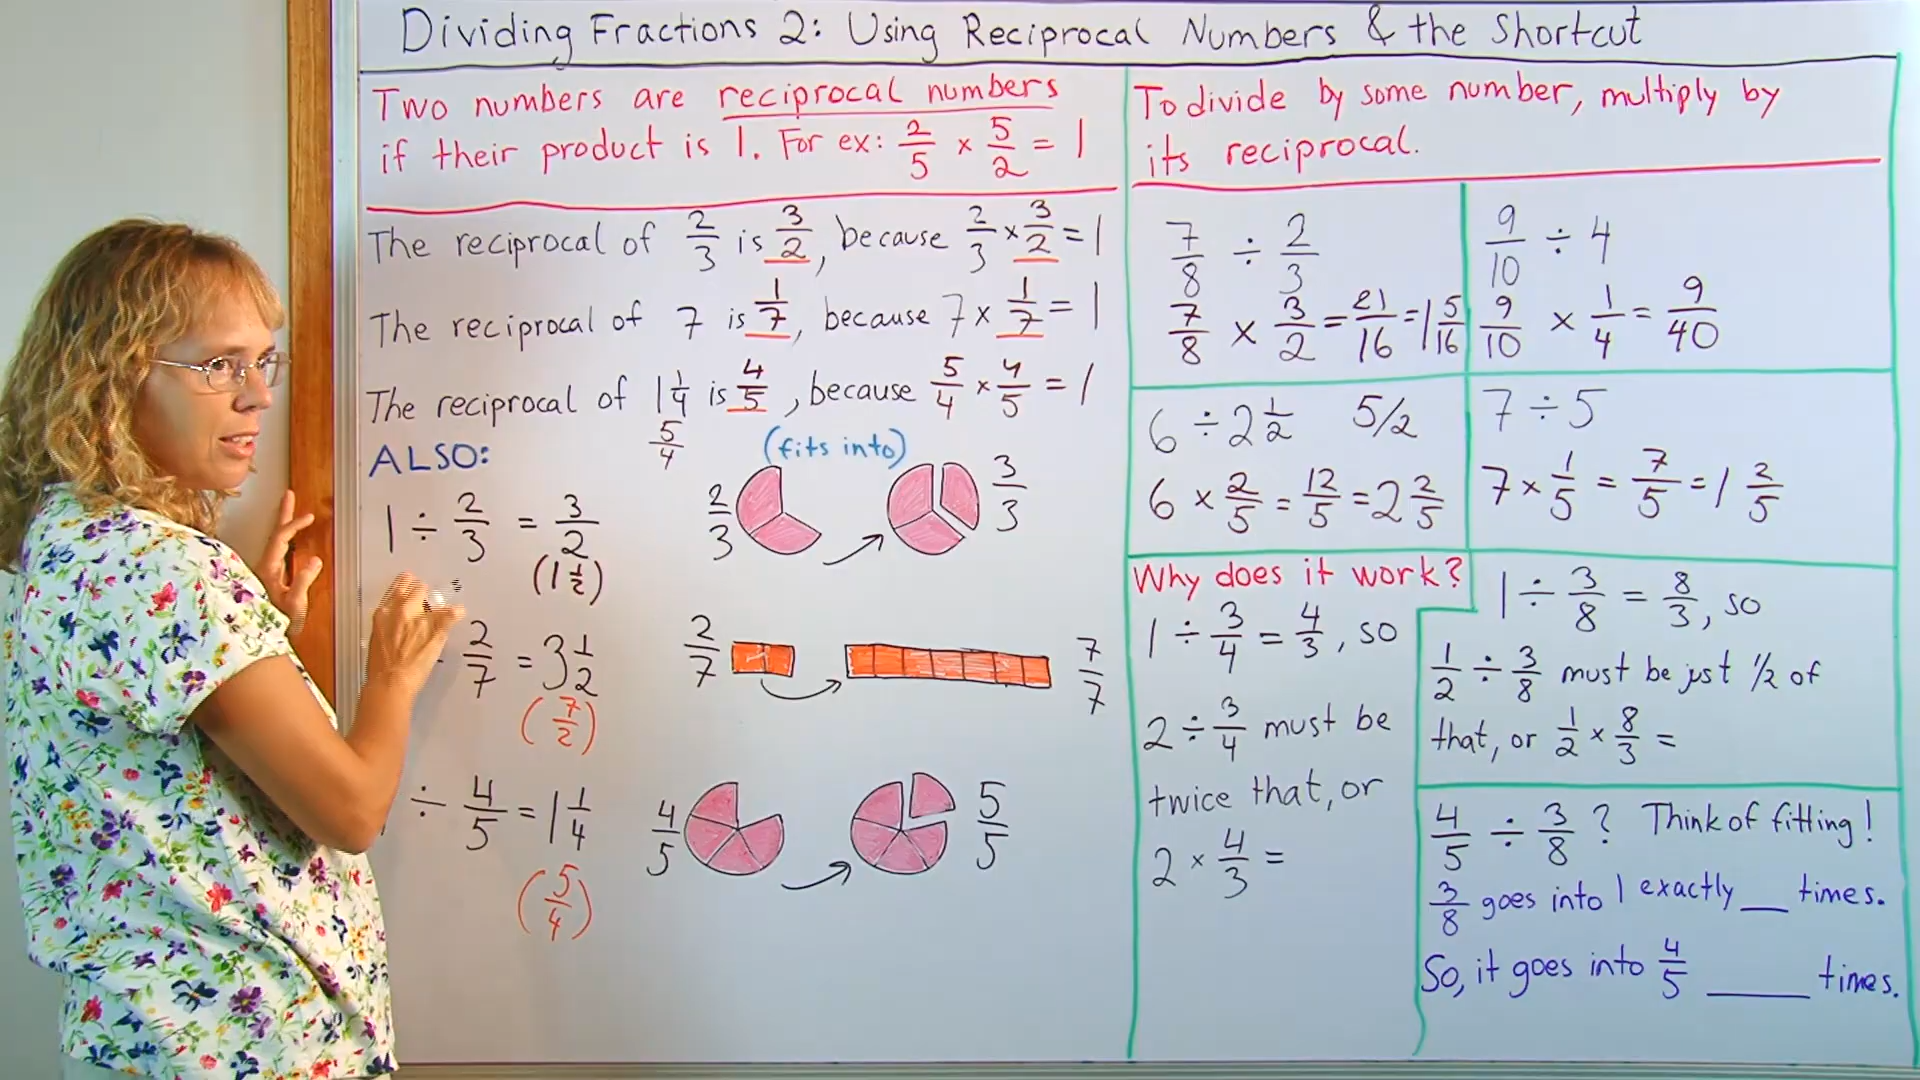 Dividing Fractions 2: Using Reciprocal Numbers & the Shortcut
Two numbers are reciprocal numbers
if their product is 1. For ex: 2/5 × 5/2 = 1
The reciprocal of 2/3 is 3/2, because 2/3 × 3/2 = 1
The reciprocal of 7 is 1/7, because 7 × 1/7 = 1
The reciprocal of 1 1/4 is 4/5, because 5/4 × 4/5 = 1
5/4
ALSO:
(fits into)
1 ÷ 2/3 = 3/2
(1 1/2)
2/3
3/3
2/7 = 3 1/2
(7/2)
2/7
7/7
÷ 4/5 = 1 1/4
(5/4)
4/5
5/5
To divide by some number, multiply by
its reciprocal.
7/8 ÷ 2/3
7/8 × 3/2 = 21/16 = 1 5/16
9/10 ÷ 4
9/10 × 1/4 = 9/40
6 ÷ 2 1/2 5/2
6 × 2/5 = 12/5 = 2 2/5
7 ÷ 5
7 × 1/5 = 7/5 = 1 2/5
Why does it work?
1 ÷ 3/4 = 4/3, so
2 ÷ 3/4 must be
twice that, or
2 × 4/3 =
1 ÷ 3/8 = 8/3, so
1/2 ÷ 3/8 must be just 1/2 of
that, or 1/2 × 8/3 =
4/5 ÷ 3/8 ? Think of fitting!
3/8 goes into 1 exactly __ times.
So, it goes into 4/5 ____ times.